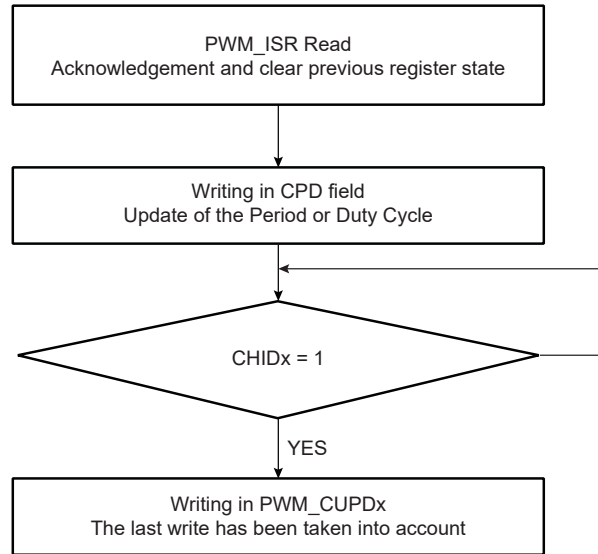 PWM_ISR Read
Acknowledgement and clear previous register state
Writing in CPD field
Update of the Period or Duty Cycle
CHIDx = 1
YES
Writing in PWM_CUPDx
The last write has been taken into account